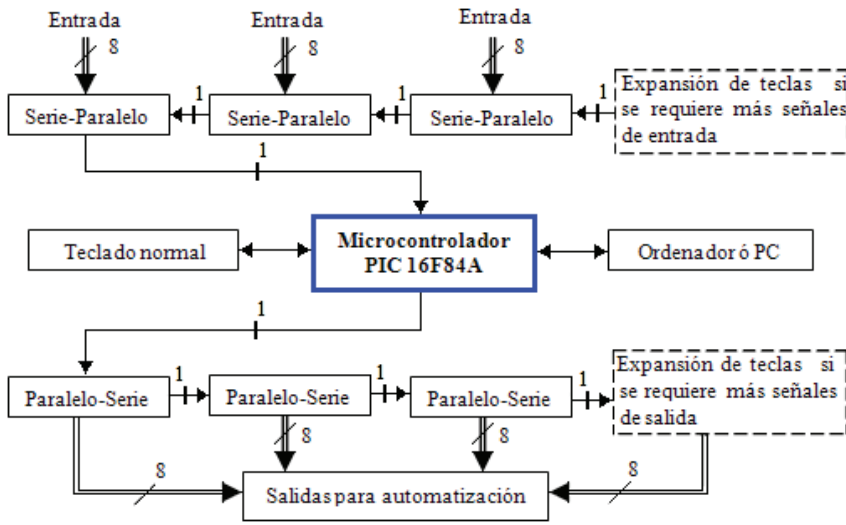 Entrada
Entrada
Entrada
8
8
8
Serie-Paralelo
1
Serie-Paralelo
1
Serie-Paralelo
1
Expansión de teclas si
se requiere más señales
de entrada
1
Teclado normal
Microcontrolador
PIC 16F84A
Ordenador ó PC
1
Paralelo-Serie
1
Paralelo-Serie
1
Paralelo-Serie
1
Expansión de teclas si
se requiere más señales
de salida
8
8
8
8
Salidas para automatización